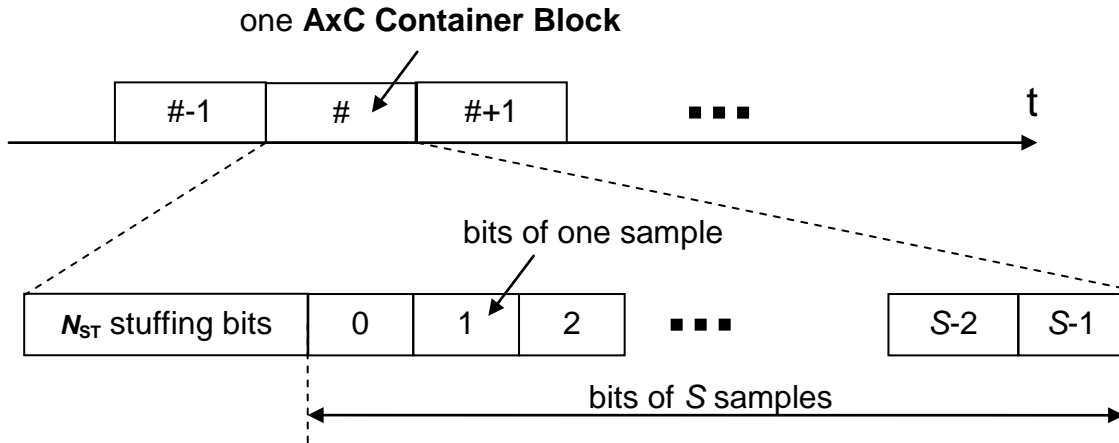 one AxC Container Block
#-1 # #+1 ... t
bits of one sample
N_ST stuffing bits 0 1 2 ... S-2 S-1
bits of S samples